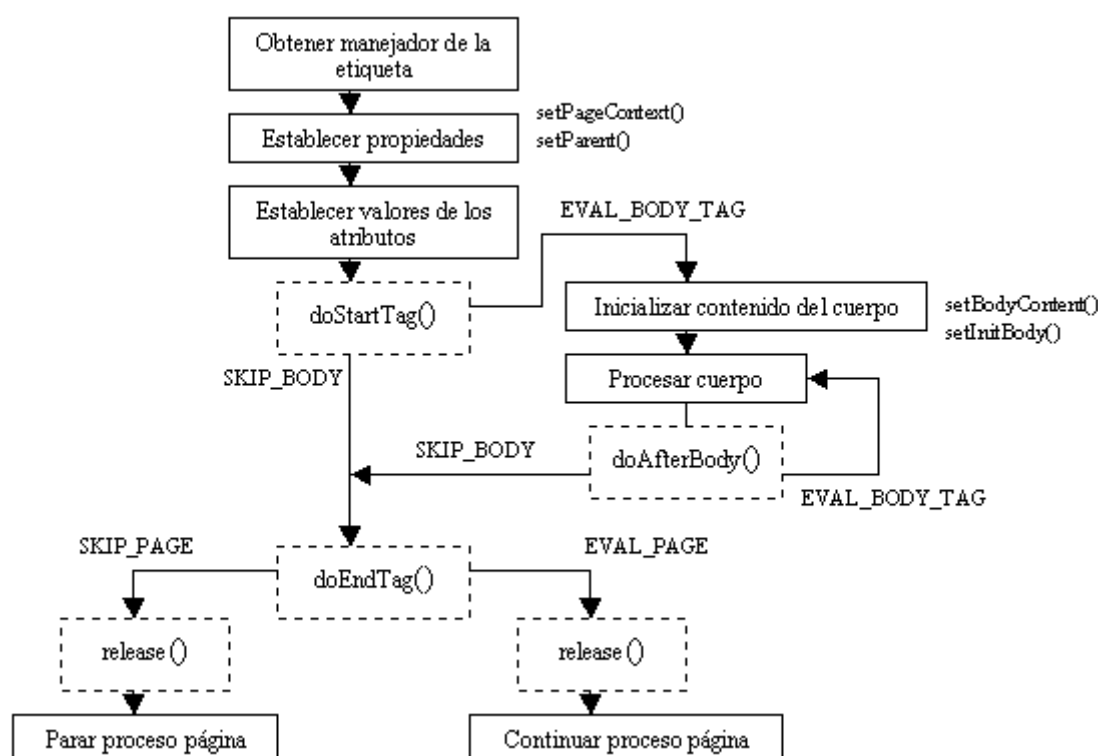 Obtener manejador de la
etiqueta
setPageContext()
Establecer propiedades
setParent()
Establecer valores de los
atributos
EVAL_BODY_TAG
doStartTag()
Inicializar contenido del cuerpo
setBodyContent()
setInitBody()
SKIP_BODY
Procesar cuerpo
SKIP_BODY
doAfterBody()
EVAL_BODY_TAG
SKIP_PAGE
EVAL_PAGE
doEndTag()
release()
release()
Parar proceso página
Continuar proceso página